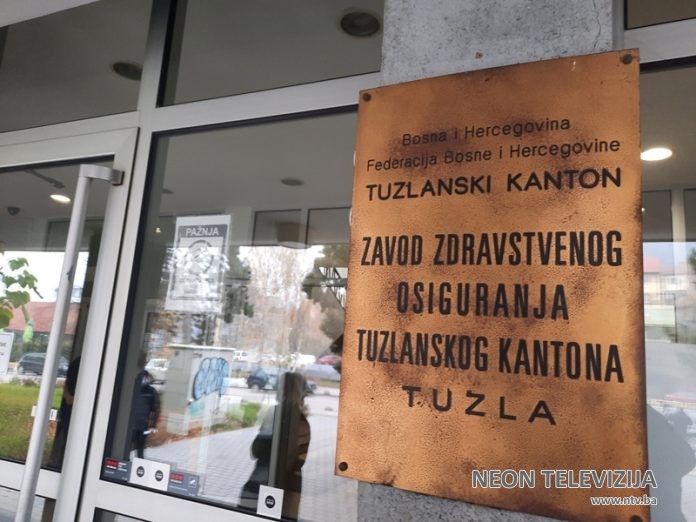 Bosna i Hercegovina
Federacija Bosne i Hercegovine
TUZLANSKI KANTON
ZAVOD ZDRAVSTVENOG
OSIGURANJA
TUZLANSKOG KANTONA
TUZLA
PAŽNJA
NEON TELEVIZIJA
www.ntv.ba